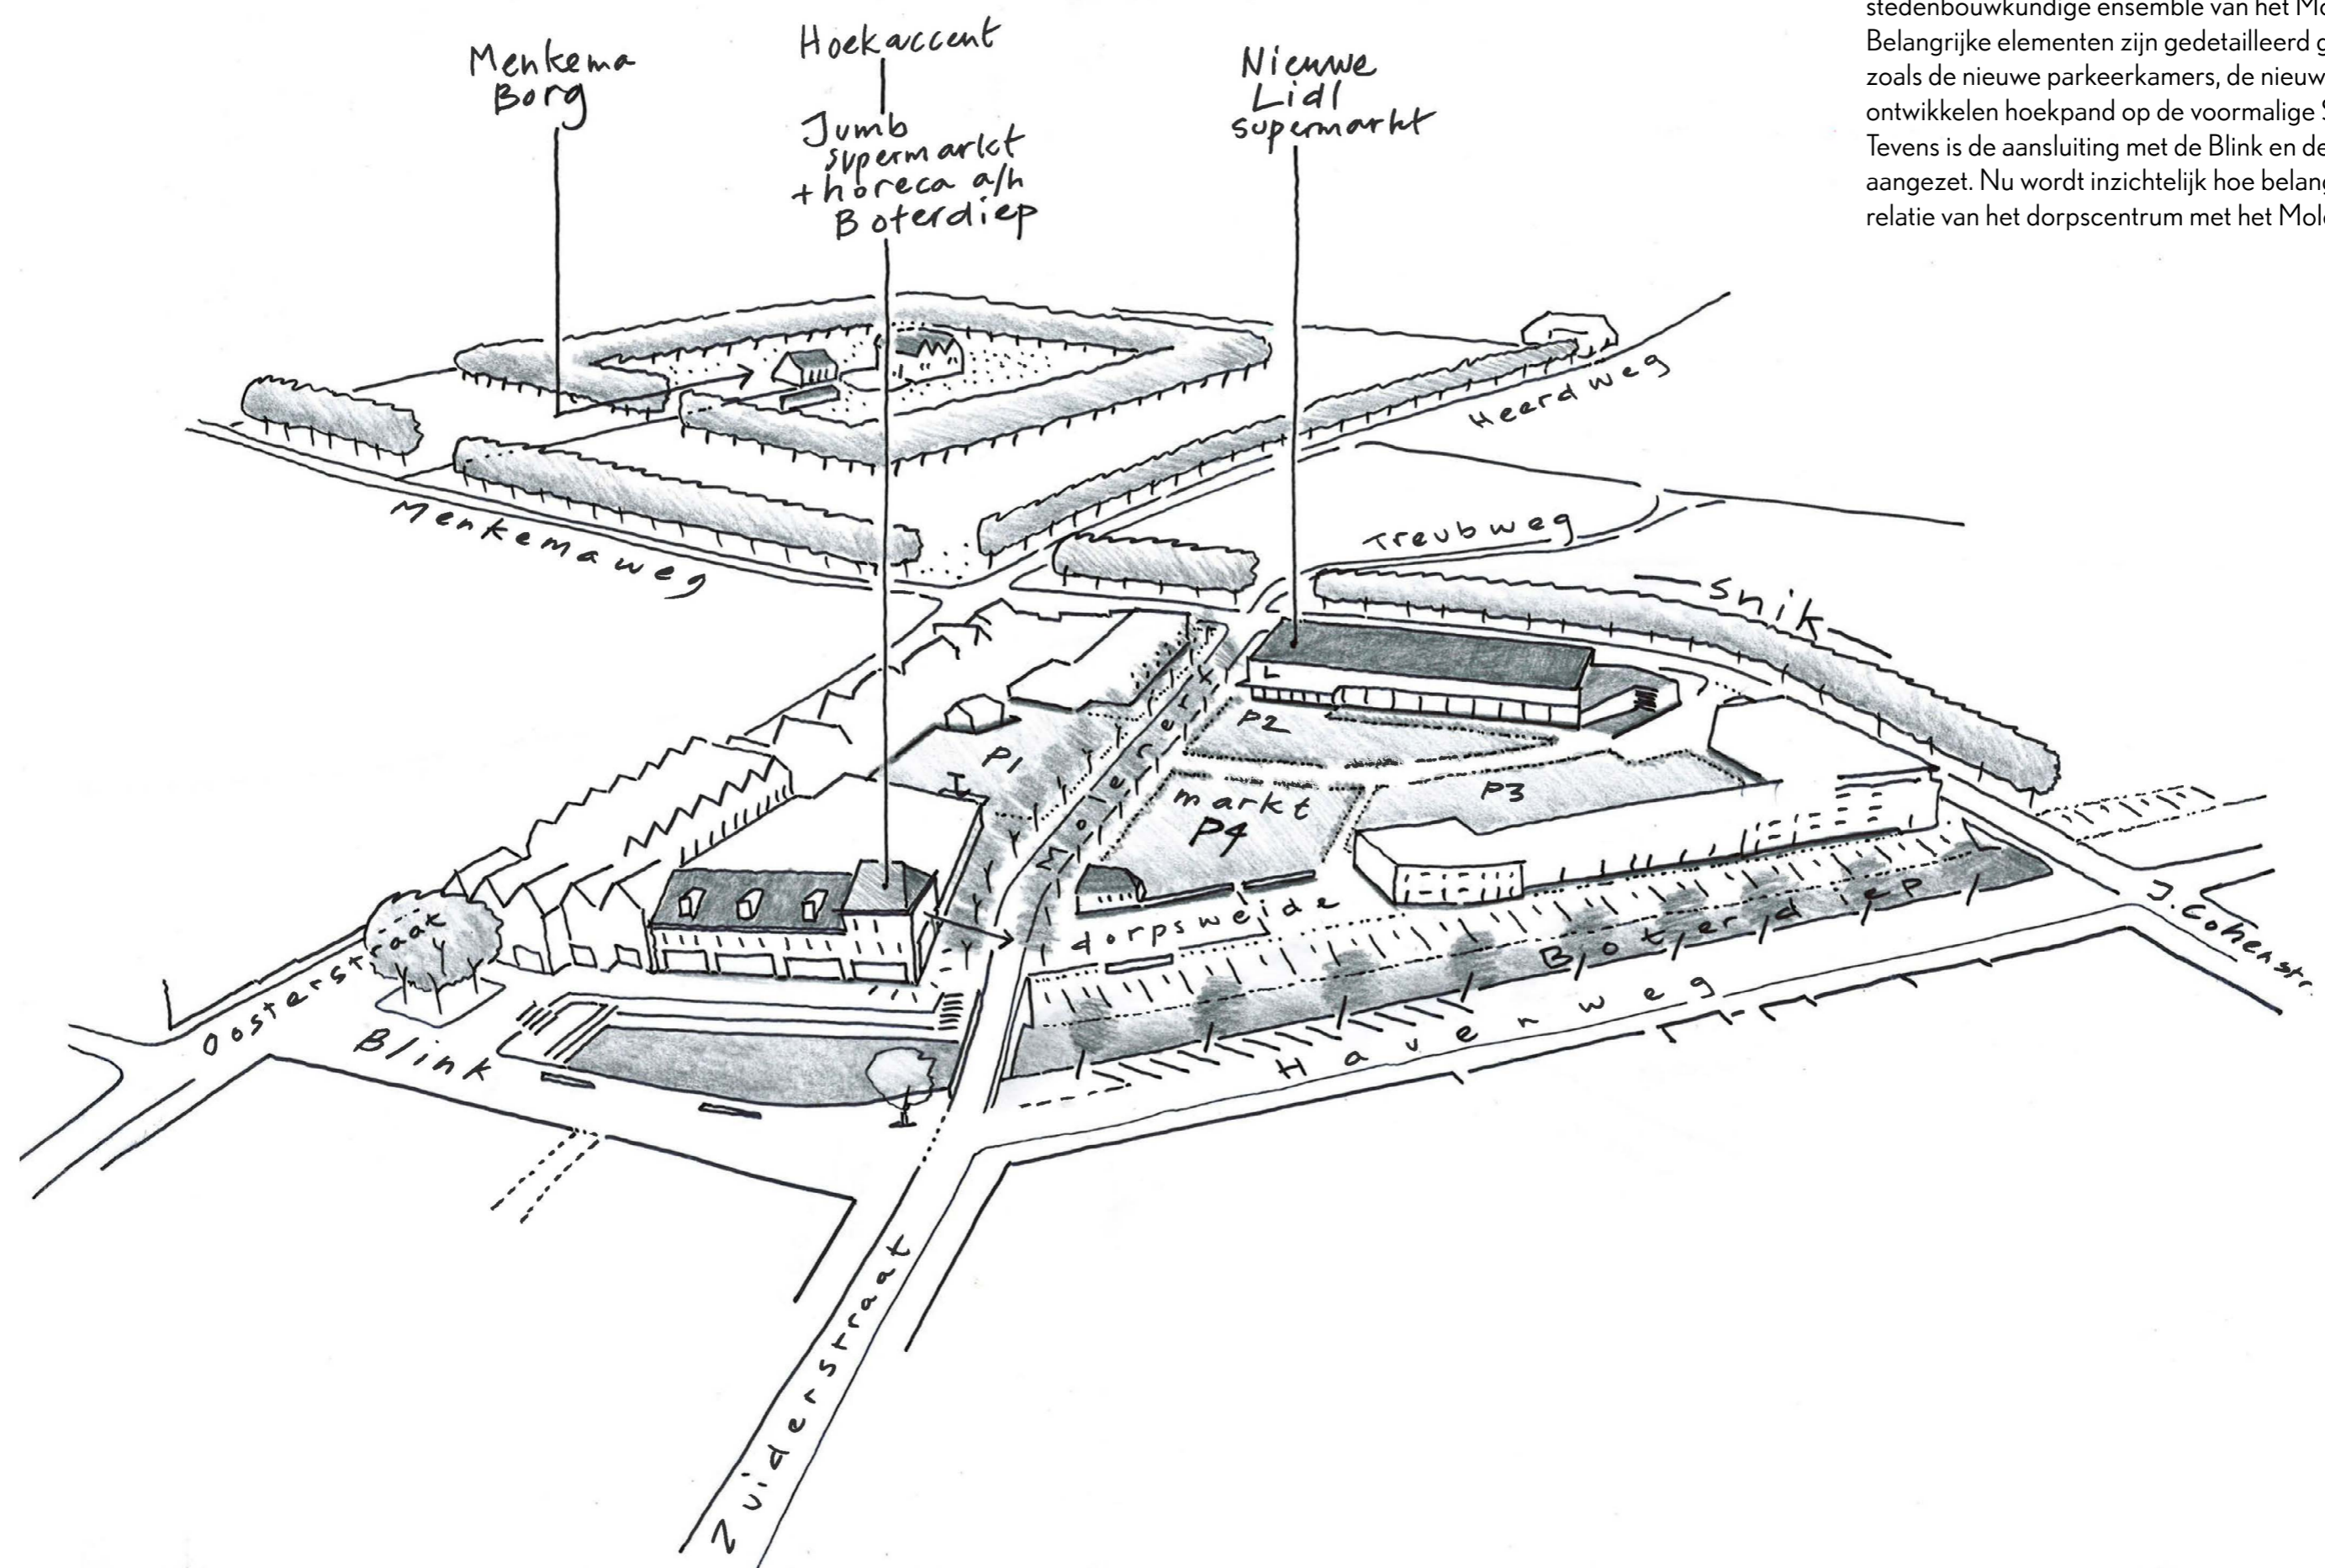 stedenbouwkundige ensemble van het Mo
Belangrijke elementen zijn gedetailleerd g
zoals de nieuwe parkeerkamers, de nieuw
ontwikkelen hoekpand op de voormalige S
Tevens is de aansluiting met de Blink en de
aangezet. Nu wordt inzichtelijk hoe belang
relatie van het dorpscentrum met het Mole
Menkema
Borg
Hoekaccent
Jumb
supermarkt
+ horeca a/h
Boterdiep
Nieuwe
Lidl
supermarkt
Heerdweg
Menkemaweg
Treubweg
Snik
L
P2
P1
Molererf
P3
markt
P4
dorpsweide
Boterdiep
J. Cohenstr.
Oosterstraat
Blink
Havenweg
Zuiderstraat